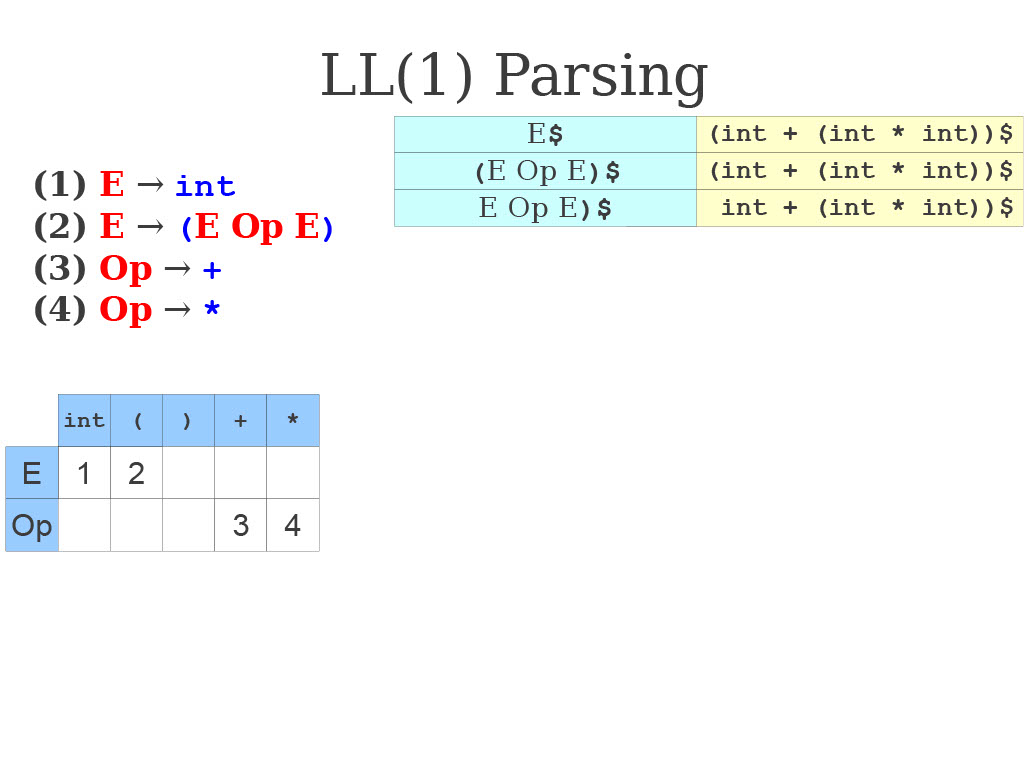 LL(1) Parsing
E$ (int + (int * int))$
(E Op E)$ (int + (int * int))$
E Op E)$ int + (int * int))$
(1) E → int
(2) E → (E Op E)
(3) Op → +
(4) Op → *
int ( ) + *
E 1 2
Op 3 4